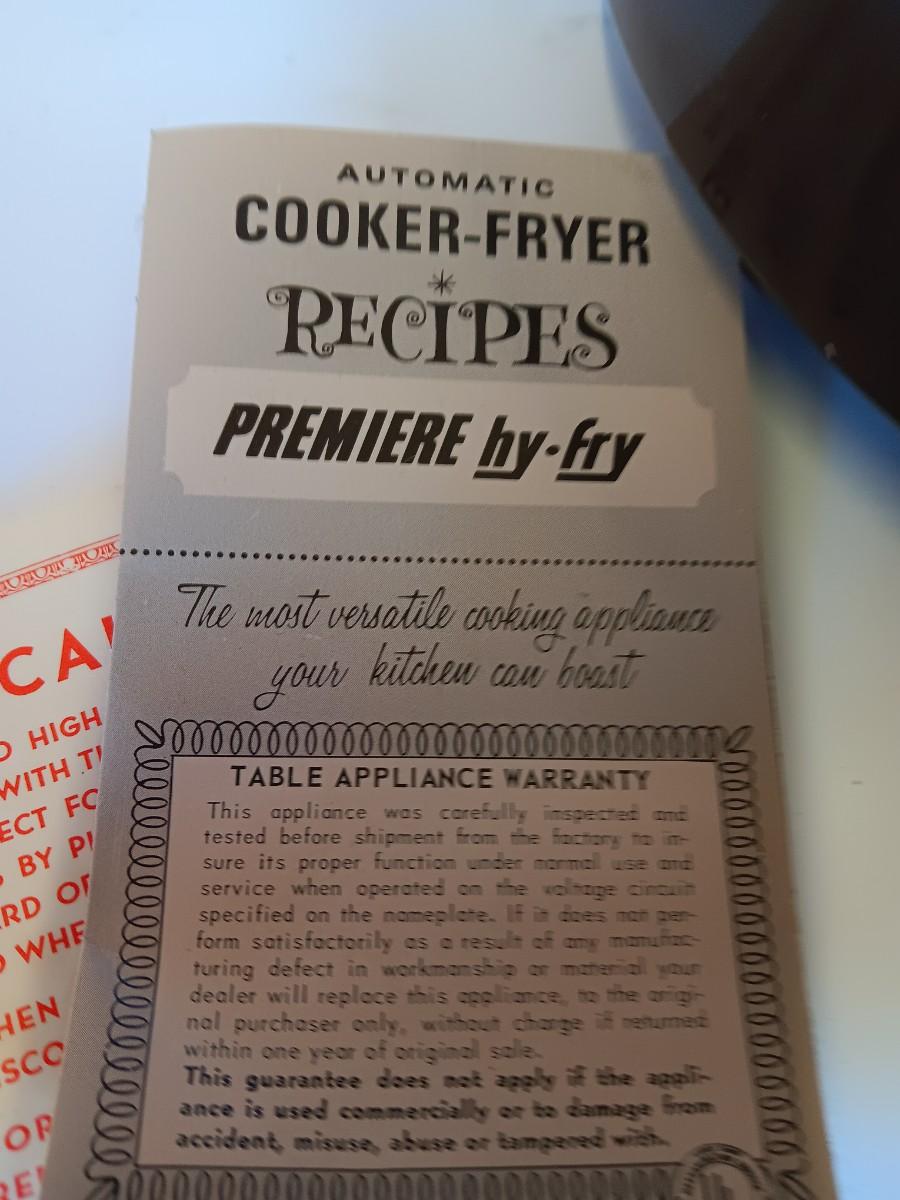 AUTOMATIC
COOKER-FRYER
RECIPES
PREMIERE hy-fry
The most versatile cooking appliance
your kitchen can boast
TABLE APPLIANCE WARRANTY
This appliance was carefully inspected and
tested before shipment from the factory to in-
sure its proper function under normal use and
service when operated on the voltage circuit
specified on the nameplate. If it does not per-
form satisfactorily as a result of any manufac-
turing defect in workmanship or material your
dealer will replace this appliance, to the origi-
nal purchaser only, without charge if returned
within one year of original sale.
This guarantee does not apply if the appli-
ance is used commercially or to damage from
accident, misuse, abuse or tampered with.
CA
HIGH
WITH
BY